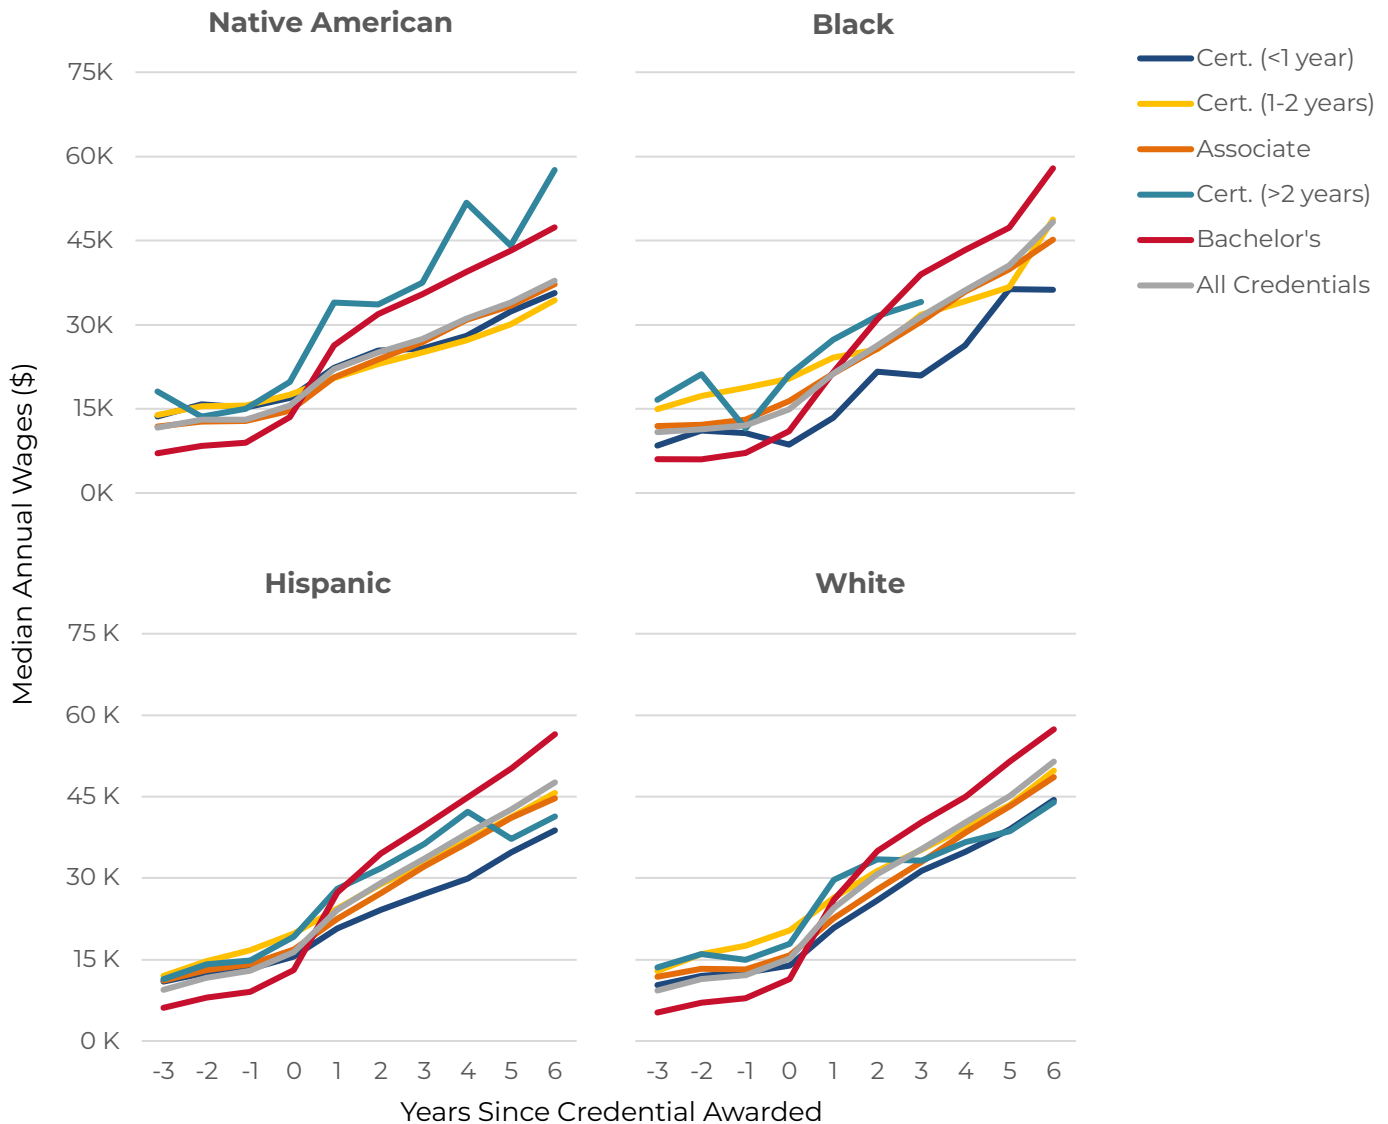 Native American
Black
Cert. (<1 year)
Cert. (1-2 years)
Associate
Cert. (>2 years)
Bachelor's
All Credentials
75K
60K
45K
30K
15K
0K
Median Annual Wages ($)
Hispanic
White
75 K
60 K
45 K
30 K
15 K
0 K
-3 -2 -1 0 1 2 3 4 5 6
-3 -2 -1 0 1 2 3 4 5 6
Years Since Credential Awarded